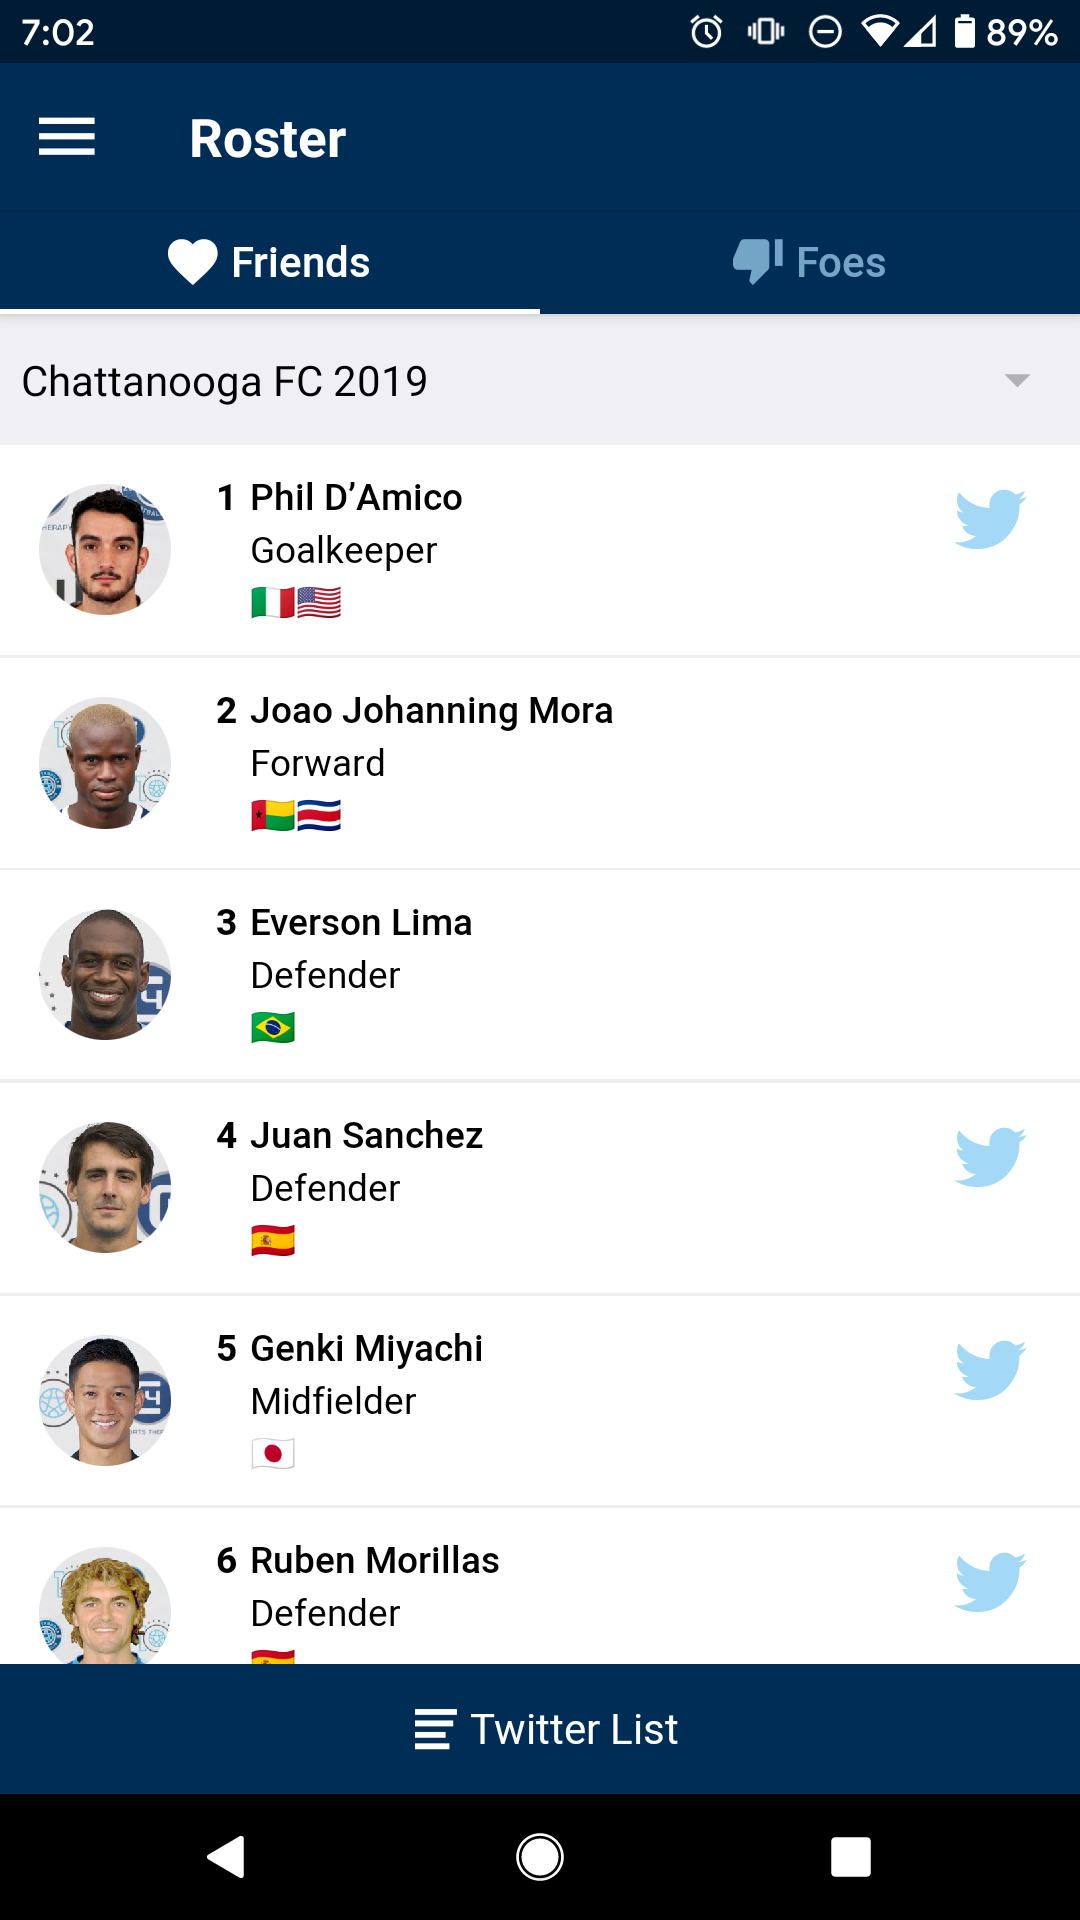 7:02 89%
Roster
Friends Foes
Chattanooga FC 2019
1 Phil D’Amico
Goalkeeper
2 Joao Johanning Mora
Forward
3 Everson Lima
Defender
4 Juan Sanchez
Defender
5 Genki Miyachi
Midfielder
6 Ruben Morillas
Defender
Twitter List